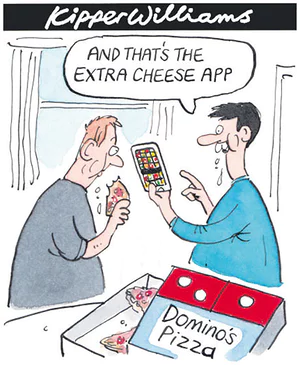 KipperWilliams
AND THAT'S THE
EXTRA CHEESE APP
Domino's
Pizza